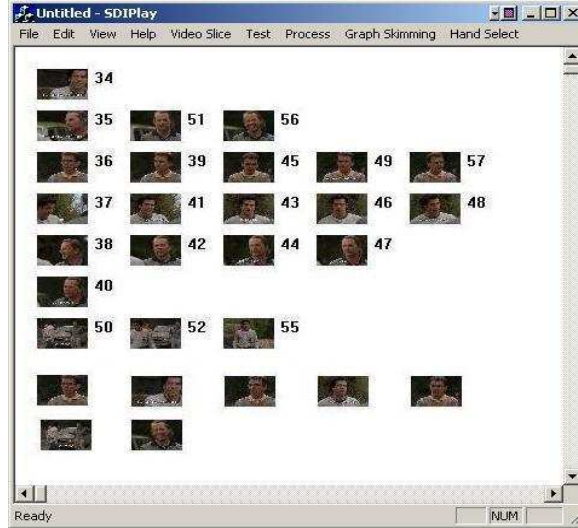 Untitled - SDIPlay
File Edit View Help Video Slice Test Process Graph Skimming Hand Select
34
35 51 56
36 39 45 49 57
37 41 43 46 48
38 42 44 47
40
50 52 55
Ready NUM